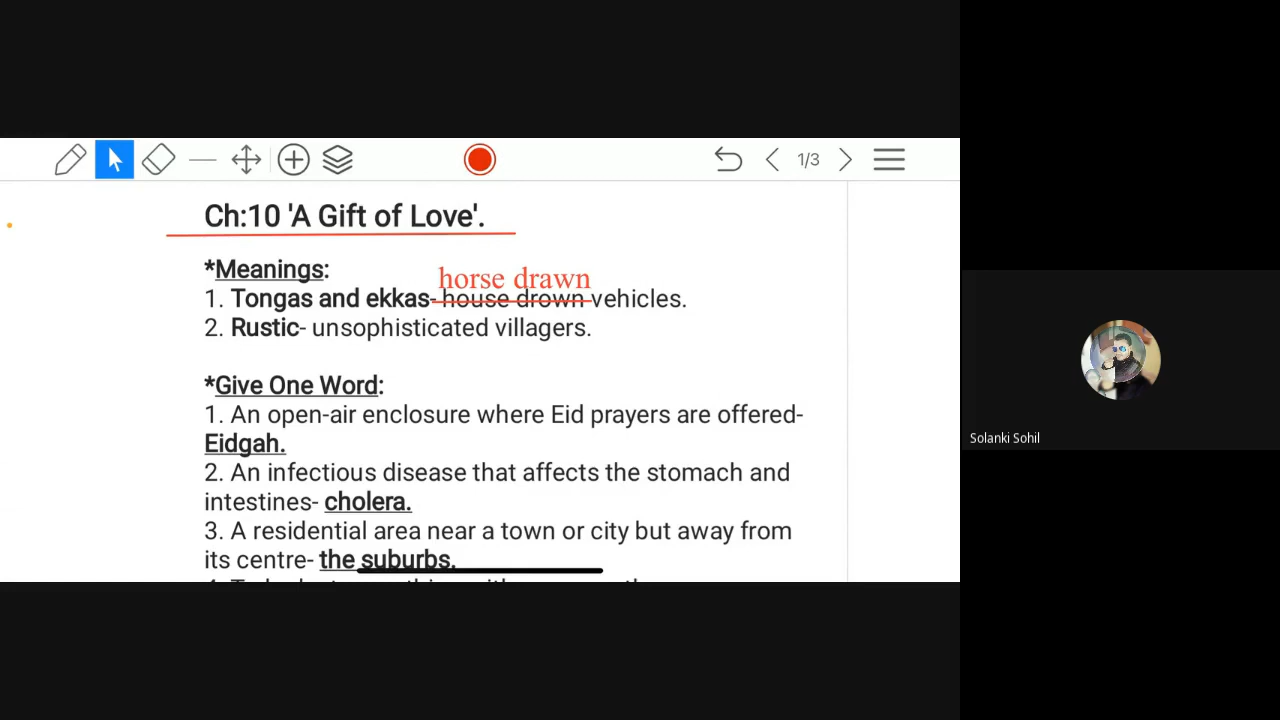 1/3
Ch:10 'A Gift of Love'.
*Meanings:
horse drawn
1. Tongas and ekkas- house drown vehicles.
2. Rustic- unsophisticated villagers.
*Give One Word:
1. An open-air enclosure where Eid prayers are offered-
Eidgah.
2. An infectious disease that affects the stomach and
intestines- cholera.
3. A residential area near a town or city but away from
its centre- the suburbs.
Solanki Sohil